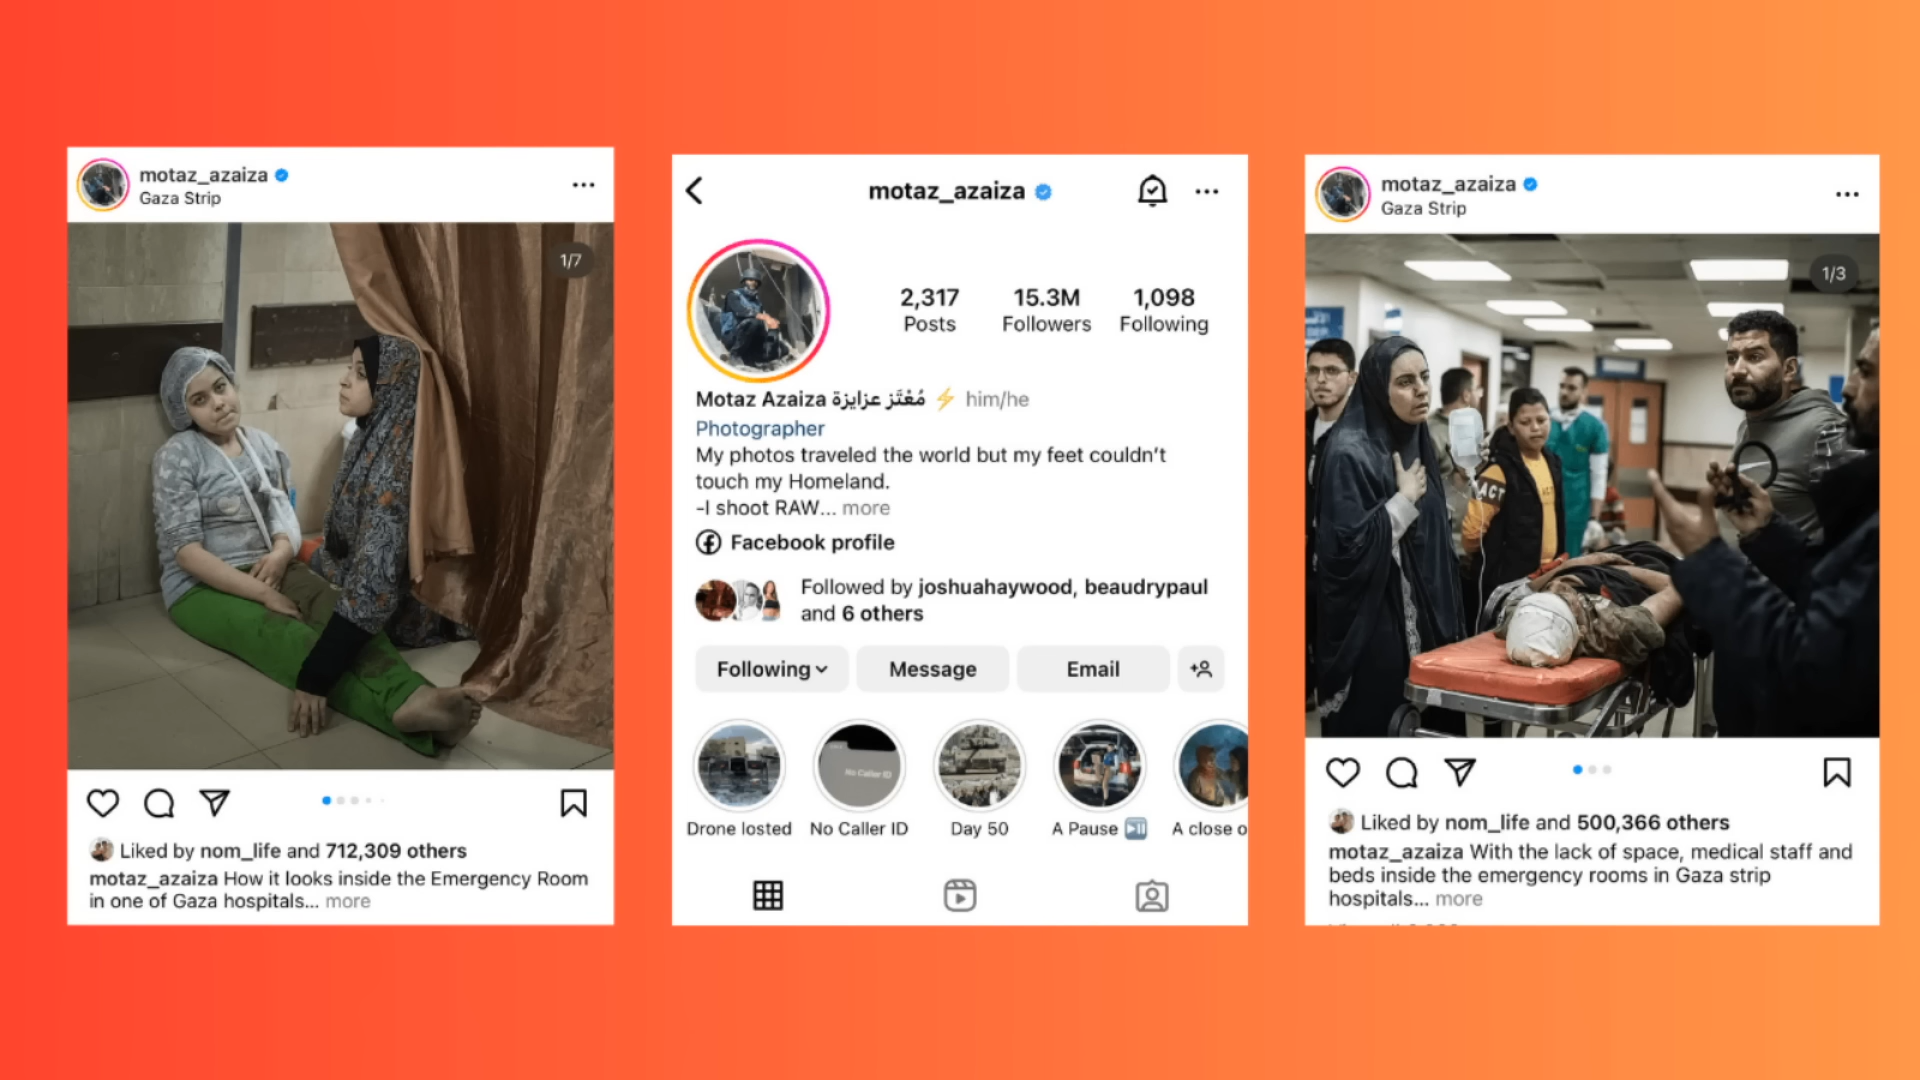 motaz_azaiza
Gaza Strip
1/7
Liked by nom_life and 712,309 others
motaz_azaiza How it looks inside the Emergency Room
in one of Gaza hospitals... more
motaz_azaiza
2,317
Posts
15.3M
Followers
1,098
Following
Motaz Azaiza مُعْتَز عزايزة ⚡ him/he
Photographer
My photos traveled the world but my feet couldn't
touch my Homeland.
-I shoot RAW... more
Facebook profile
Followed by joshuahaywood, beaudrypaul
and 6 others
Following
Message
Email
No Caller ID
Drone losted
No Caller ID
Day 50
A Pause ⏯️
A close o
motaz_azaiza
Gaza Strip
1/3
ACT
Liked by nom_life and 500,366 others
motaz_azaiza With the lack of space, medical staff and
beds inside the emergency rooms in Gaza strip
hospitals... more